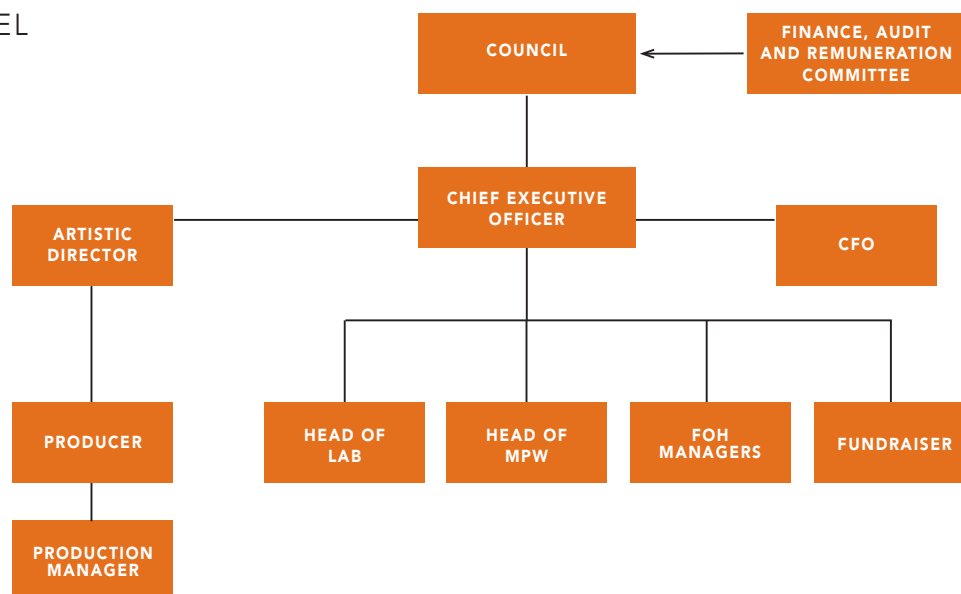 EL
COUNCIL
FINANCE, AUDIT
AND REMUNERATION
COMMITTEE
CHIEF EXECUTIVE
OFFICER
ARTISTIC
DIRECTOR
CFO
PRODUCER
HEAD OF
LAB
HEAD OF
MPW
FOH
MANAGERS
FUNDRAISER
PRODUCTION
MANAGER